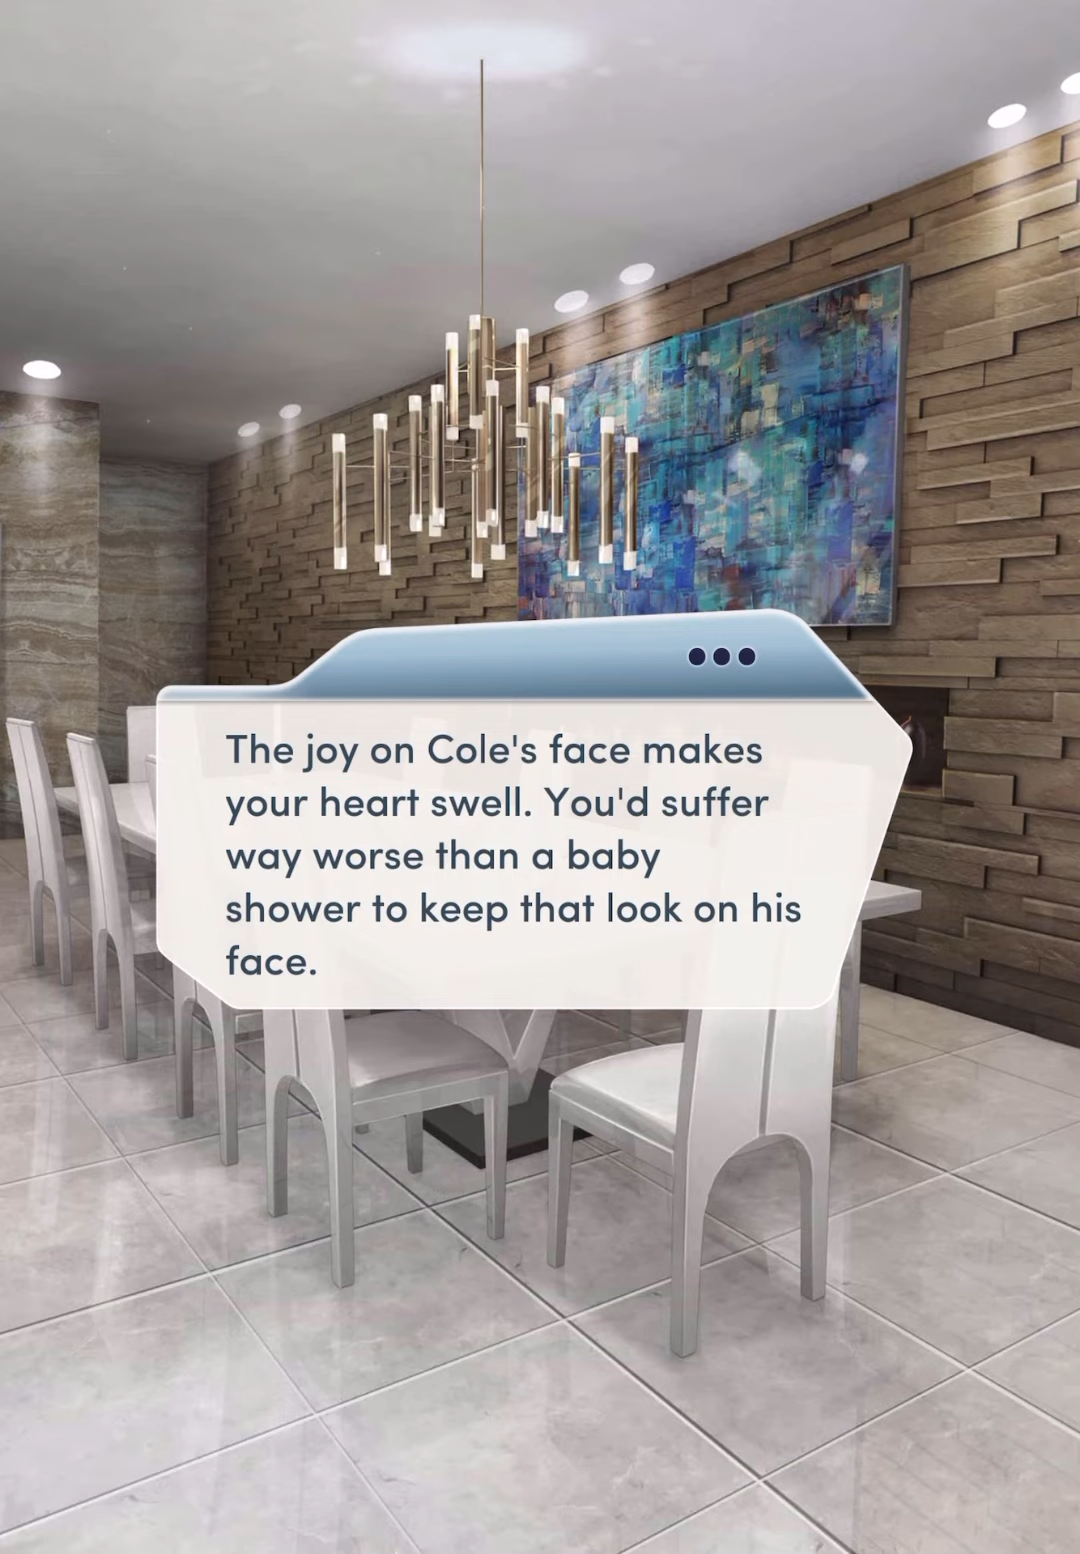 The joy on Cole's face makes
your heart swell. You'd suffer
way worse than a baby
shower to keep that look on his
face.